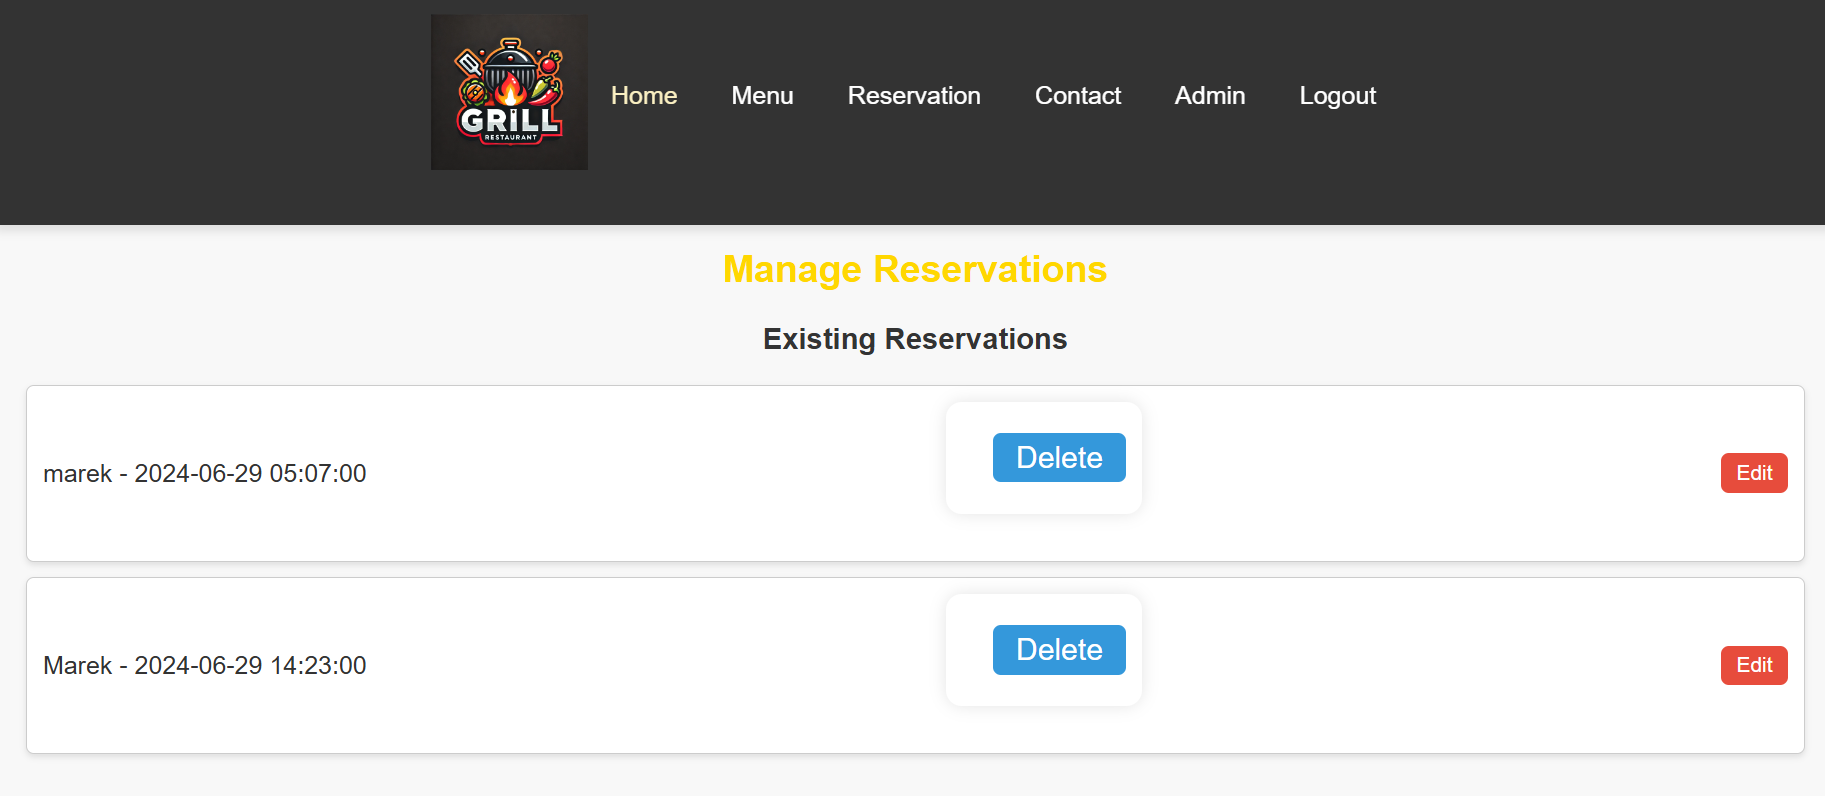 GRILL
RESTAURANT
Home Menu Reservation Contact Admin Logout
Manage Reservations
Existing Reservations
marek - 2024-06-29 05:07:00 Delete Edit
Marek - 2024-06-29 14:23:00 Delete Edit